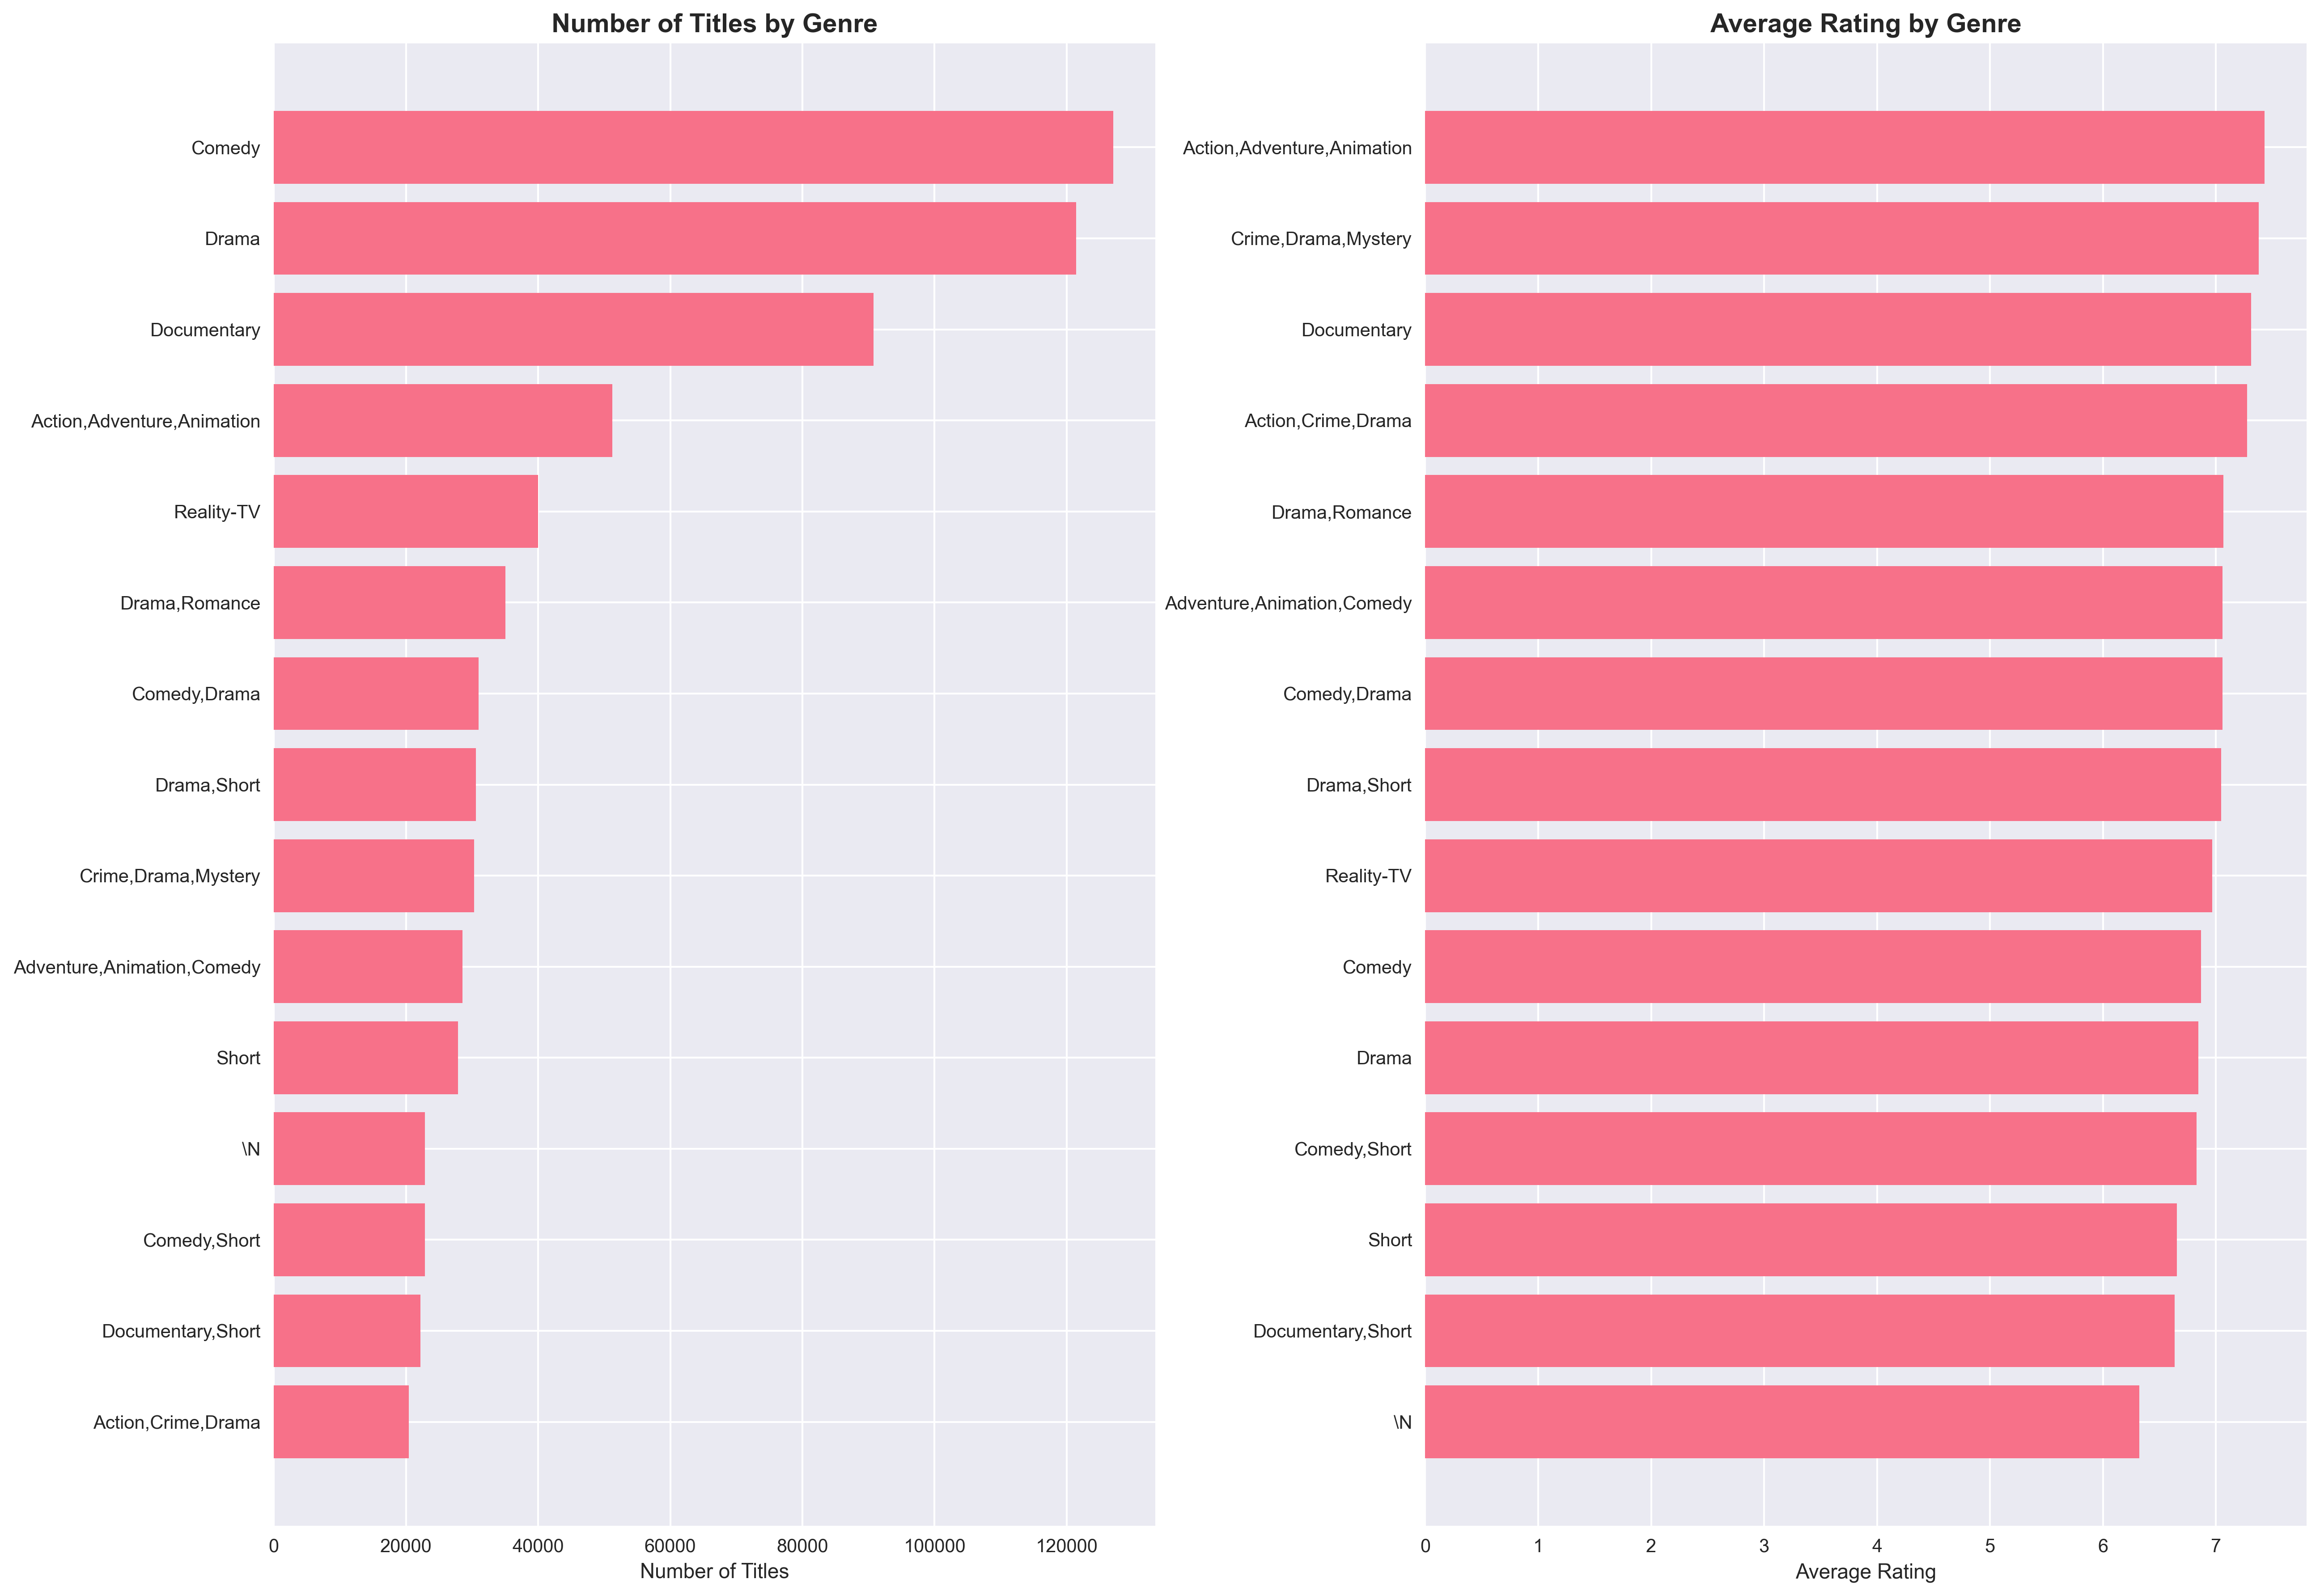 Number of Titles by Genre
Comedy
Drama
Documentary
Action,Adventure,Animation
Reality-TV
Drama,Romance
Comedy,Drama
Drama,Short
Crime,Drama,Mystery
Adventure,Animation,Comedy
Short
\N
Comedy,Short
Documentary,Short
Action,Crime,Drama
0 20000 40000 60000 80000 100000 120000
Number of Titles
Average Rating by Genre
Action,Adventure,Animation
Crime,Drama,Mystery
Documentary
Action,Crime,Drama
Drama,Romance
Adventure,Animation,Comedy
Comedy,Drama
Drama,Short
Reality-TV
Comedy
Drama
Comedy,Short
Short
Documentary,Short
\N
0 1 2 3 4 5 6 7
Average Rating